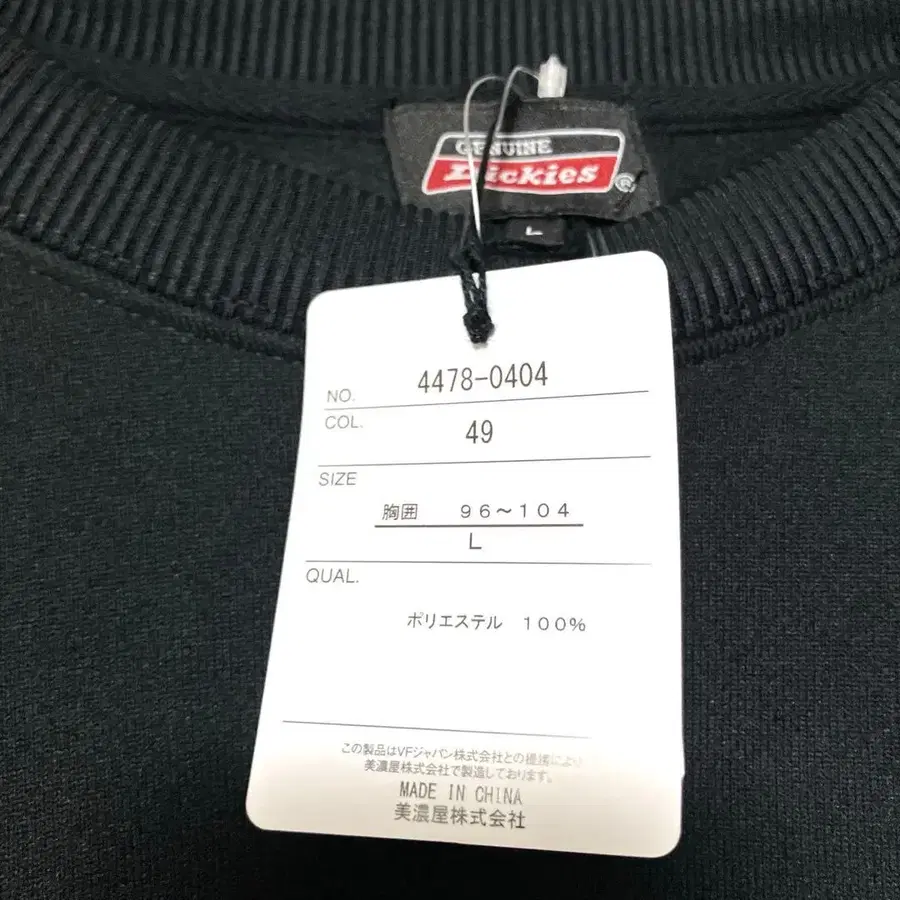 GENUINE
Dickies
®
L
NO. 4478-0404
COL. 49
SIZE
胸囲 96～104
L
QUAL.
ポリエステル 100%
この製品はVFジャパン株式会社との提携により
美濃屋株式会社で製造しております。
MADE IN CHINA
美濃屋株式会社